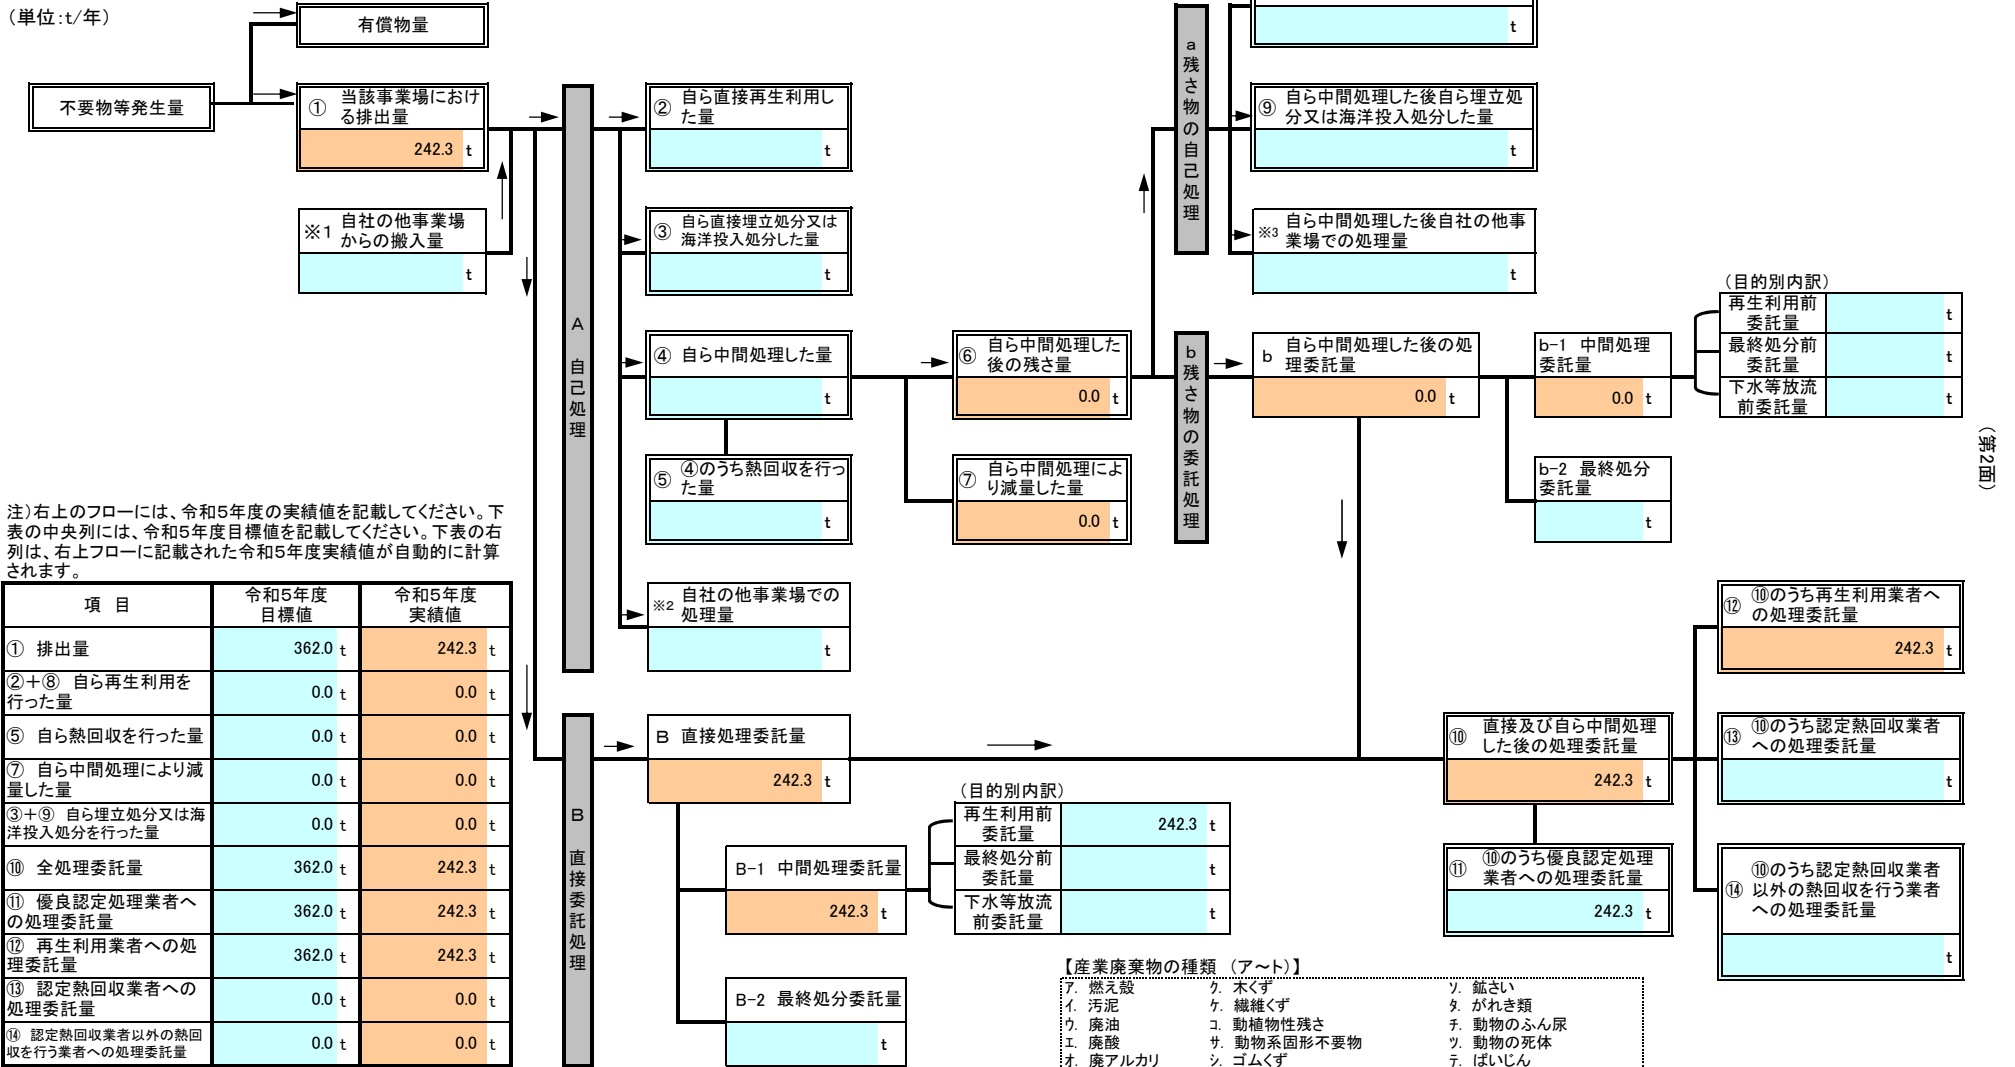 （単位：t/年）
有償物量
不要物等発生量
① 当該事業場におけ
る排出量
242.3 t
※1 自社の他事業場
からの搬入量
t
A 自己処理
② 自ら直接再生利用し
た量
t
③ 自ら直接埋立処分又は
海洋投入処分した量
t
④ 自ら中間処理した量
t
⑤ ④のうち熱回収を行っ
た量
t
※2 自社の他事業場での
処理量
t
⑥ 自ら中間処理した
後の残さ量
0.0 t
⑦ 自ら中間処理によ
り減量した量
0.0 t
a残さ物の自己処理
t
⑨ 自ら中間処理した後自ら埋立処
分又は海洋投入処分した量
t
※3 自ら中間処理した後自社の他事
業場での処理量
t
b残さ物の委託処理
b 自ら中間処理した後の処
理委託量
0.0 t
b-1 中間処理
委託量
0.0 t
b-2 最終処分
委託量
t
（目的別内訳）
再生利用前
委託量
t
最終処分前
委託量
t
下水等放流
前委託量
t
（第2面）
注）右上のフローには、令和5年度の実績値を記載してください。下
表の中央列には、令和5年度目標値を記載してください。下表の右
列は、右上フローに記載された令和5年度実績値が自動的に計算
されます。
項 目
令和5年度
目標値
令和5年度
実績値
① 排出量
362.0 t
242.3 t
②＋⑧ 自ら再生利用を
行った量
0.0 t
0.0 t
⑤ 自ら熱回収を行った量
0.0 t
0.0 t
⑦ 自ら中間処理により減
量した量
0.0 t
0.0 t
③＋⑨ 自ら埋立処分又は海
洋投入処分を行った量
0.0 t
0.0 t
⑩ 全処理委託量
362.0 t
242.3 t
⑪ 優良認定処理業者へ
の処理委託量
362.0 t
242.3 t
⑫ 再生利用業者への処
理委託量
362.0 t
242.3 t
⑬ 認定熱回収業者への
処理委託量
0.0 t
0.0 t
⑭ 認定熱回収業者以外の熱回
収を行う業者への処理委託量
0.0 t
0.0 t
B 直接委託処理
B 直接処理委託量
242.3 t
B-1 中間処理委託量
242.3 t
B-2 最終処分委託量
t
（目的別内訳）
再生利用前
委託量
242.3 t
最終処分前
委託量
t
下水等放流
前委託量
t
⑩ 直接及び自ら中間処理
した後の処理委託量
242.3 t
⑪ ⑩のうち優良認定処理
業者への処理委託量
242.3 t
⑫ ⑩のうち再生利用業者へ
の処理委託量
242.3 t
⑬ ⑩のうち認定熱回収業者
への処理委託量
t
⑭ ⑩のうち認定熱回収業者
以外の熱回収を行う業者
への処理委託量
t
【産業廃棄物の種類 （ア～ト）】
ア. 燃え殻 ク. 木くず ソ. 鉱さい
イ. 汚泥 ケ. 繊維くず タ. がれき類
ウ. 廃油 コ. 動植物性残さ チ. 動物のふん尿
エ. 廃酸 サ. 動物系固形不要物 ツ. 動物の死体
オ. 廃アルカリ シ. ゴムくず テ. ばいじん